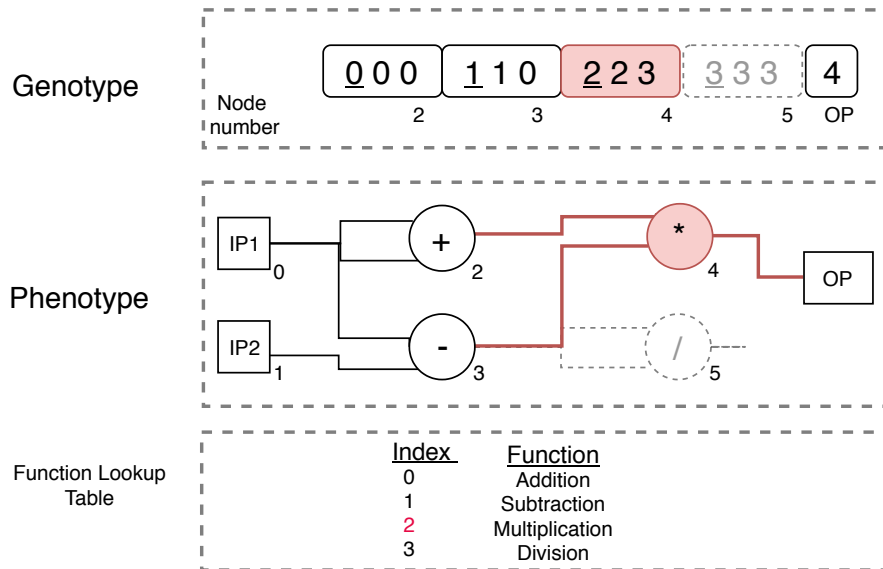 Genotype
0 0 0 1 1 0 2 2 3 3 3 3 4
Node
number
2 3 4 5 OP
Phenotype
IP1
0
+
2
*
4
OP
IP2
1
-
3
/
5
Function Lookup
Table
Index Function
0 Addition
1 Subtraction
2 Multiplication
3 Division